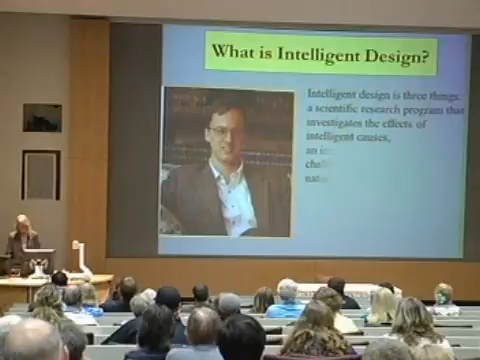 What is Intelligent Design?
Intelligent design is three things:
a scientific research program that
investigates the effects of
intelligent causes,
an